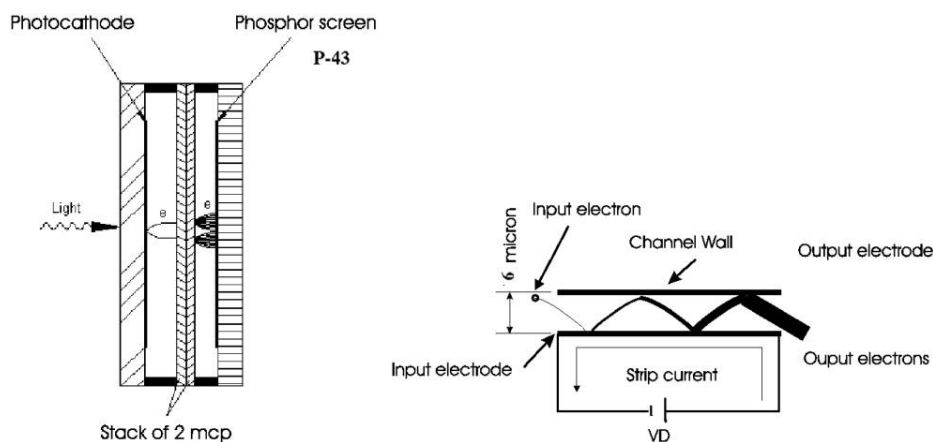 Photocathode
Phosphor screen
P-43
Light
e
e
Stack of 2 mcp
Input electron
6 micron
Channel Wall
Output electrode
Input electrode
Ouput electrons
Strip current
VD